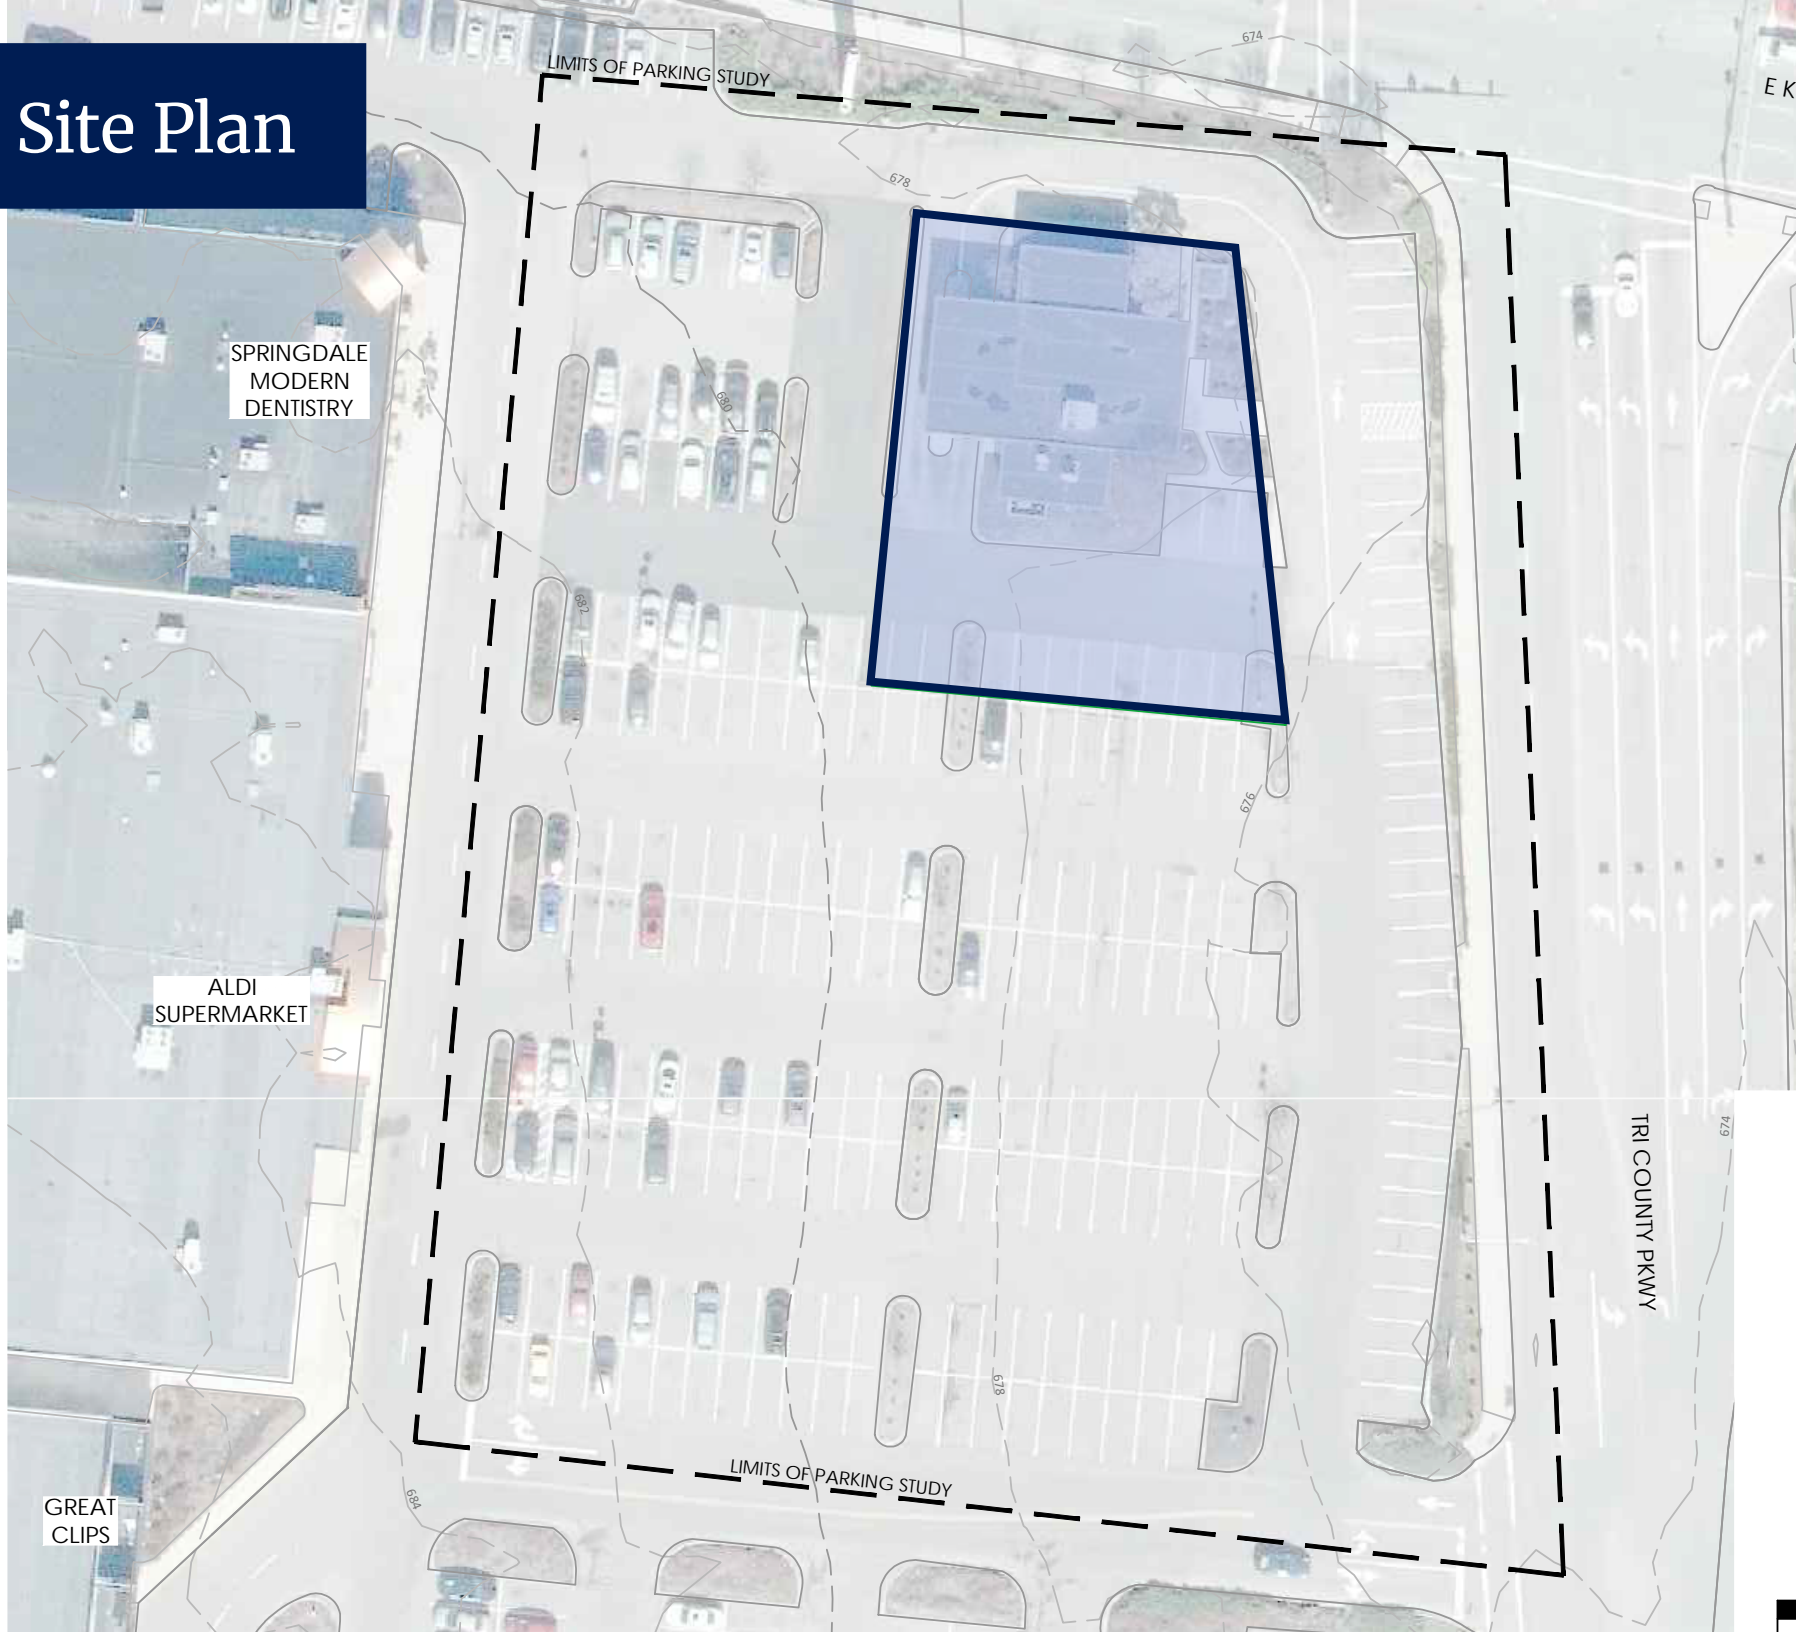 Site Plan
LIMITS OF PARKING STUDY
674
E K
678
SPRINGDALE
MODERN
DENTISTRY
680
682
676
ALDI
SUPERMARKET
674
TRI COUNTY PKWY
678
LIMITS OF PARKING STUDY
684
GREAT
CLIPS